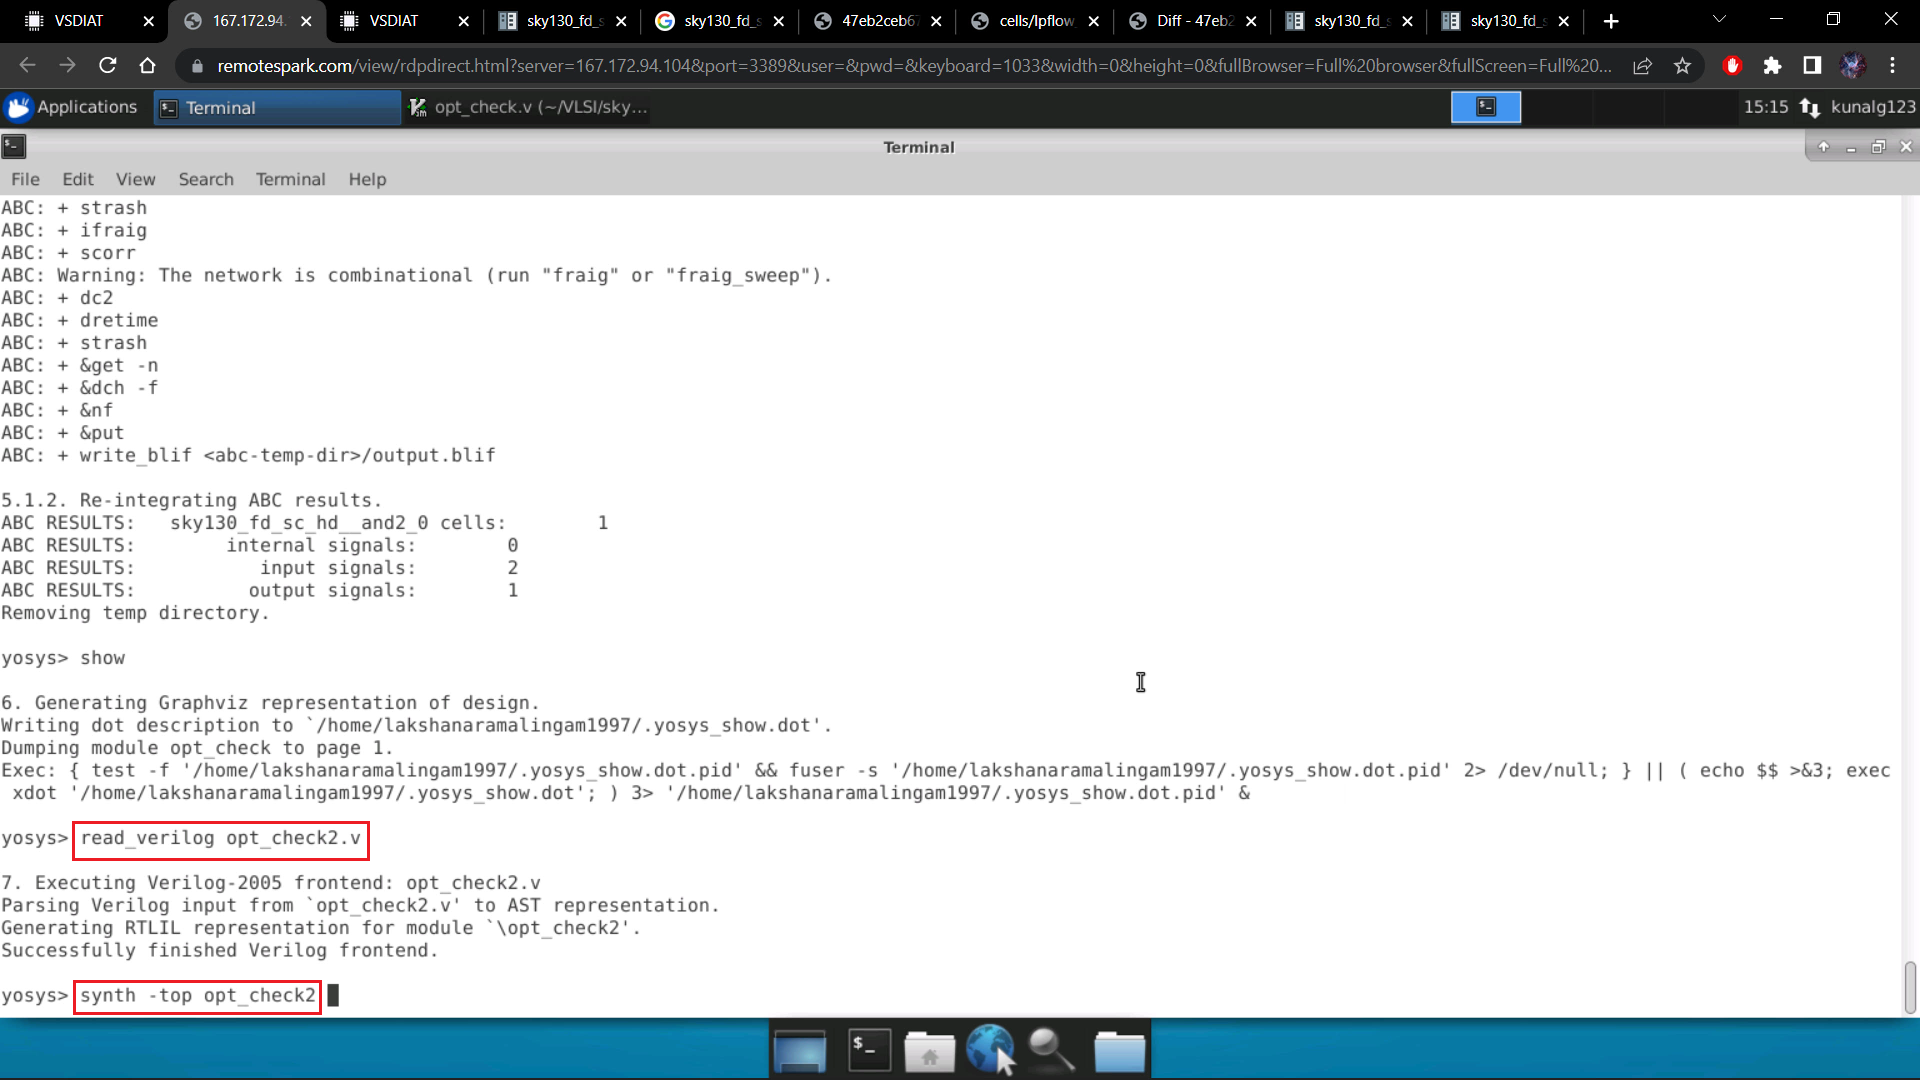 VSDIAT
167.172.94.
VSDIAT
sky130_fd_s
sky130_fd_s
47eb2ceb67
cells/lpflow
Diff - 47eb2
sky130_fd_s
sky130_fd_s
remotespark.com/view/rdpdirect.html?server=167.172.94.104&port=3389&user=&pwd=&keyboard=1033&width=0&height=0&fullBrowser=Full%20browser&fullScreen=Full%20...
Applications
Terminal
opt_check.v (~/VLSI/sky...
15:15
kunalg123
Terminal
File Edit View Search Terminal Help
ABC: + strash
ABC: + ifraig
ABC: + scorr
ABC: Warning: The network is combinational (run "fraig" or "fraig_sweep").
ABC: + dc2
ABC: + dretime
ABC: + strash
ABC: + &get -n
ABC: + &dch -f
ABC: + &nf
ABC: + &put
ABC: + write_blif <abc-temp-dir>/output.blif
5.1.2. Re-integrating ABC results.
ABC RESULTS:   sky130_fd_sc_hd__and2_0 cells:        1
ABC RESULTS:        internal signals:        0
ABC RESULTS:           input signals:        2
ABC RESULTS:          output signals:        1
Removing temp directory.
yosys> show
6. Generating Graphviz representation of design.
Writing dot description to `/home/lakshanaramalingam1997/.yosys_show.dot'.
Dumping module opt_check to page 1.
Exec: { test -f '/home/lakshanaramalingam1997/.yosys_show.dot.pid' && fuser -s '/home/lakshanaramalingam1997/.yosys_show.dot.pid' 2> /dev/null; } || ( echo $$ >&3; exec
xdot '/home/lakshanaramalingam1997/.yosys_show.dot'; ) 3> '/home/lakshanaramalingam1997/.yosys_show.dot.pid' &
yosys> read_verilog opt_check2.v
7. Executing Verilog-2005 frontend: opt_check2.v
Parsing Verilog input from `opt_check2.v' to AST representation.
Generating RTLIL representation for module `\opt_check2'.
Successfully finished Verilog frontend.
yosys> synth -top opt_check2